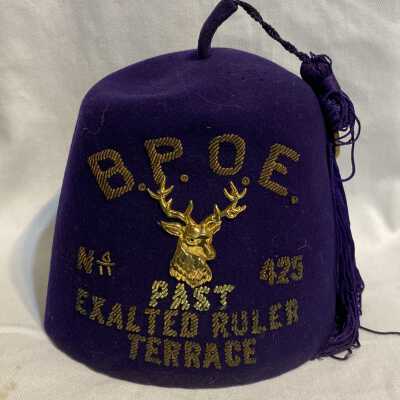 B.P.O.E.
No 425
PAST
EXALTED RULER
TERRACE